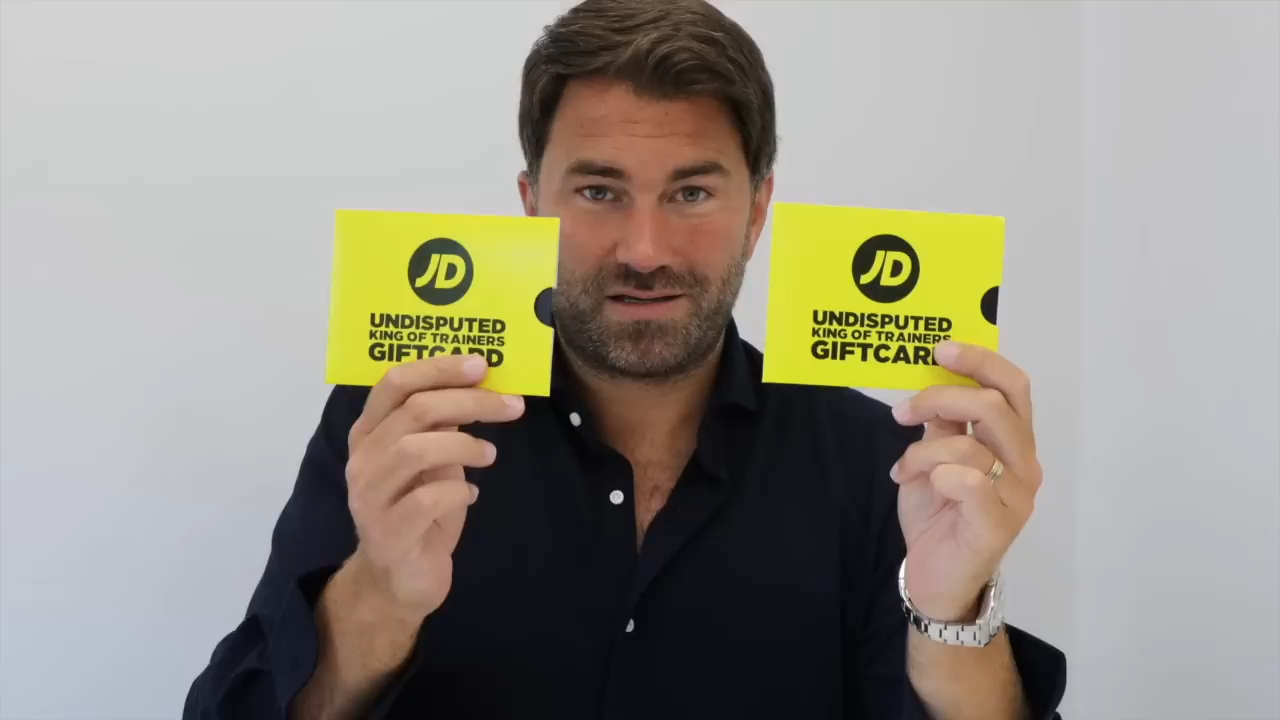 JD
UNDISPUTED
KING OF TRAINERS
GIFTCARD
JD
UNDISPUTED
KING OF TRAINERS
GIFTCARD